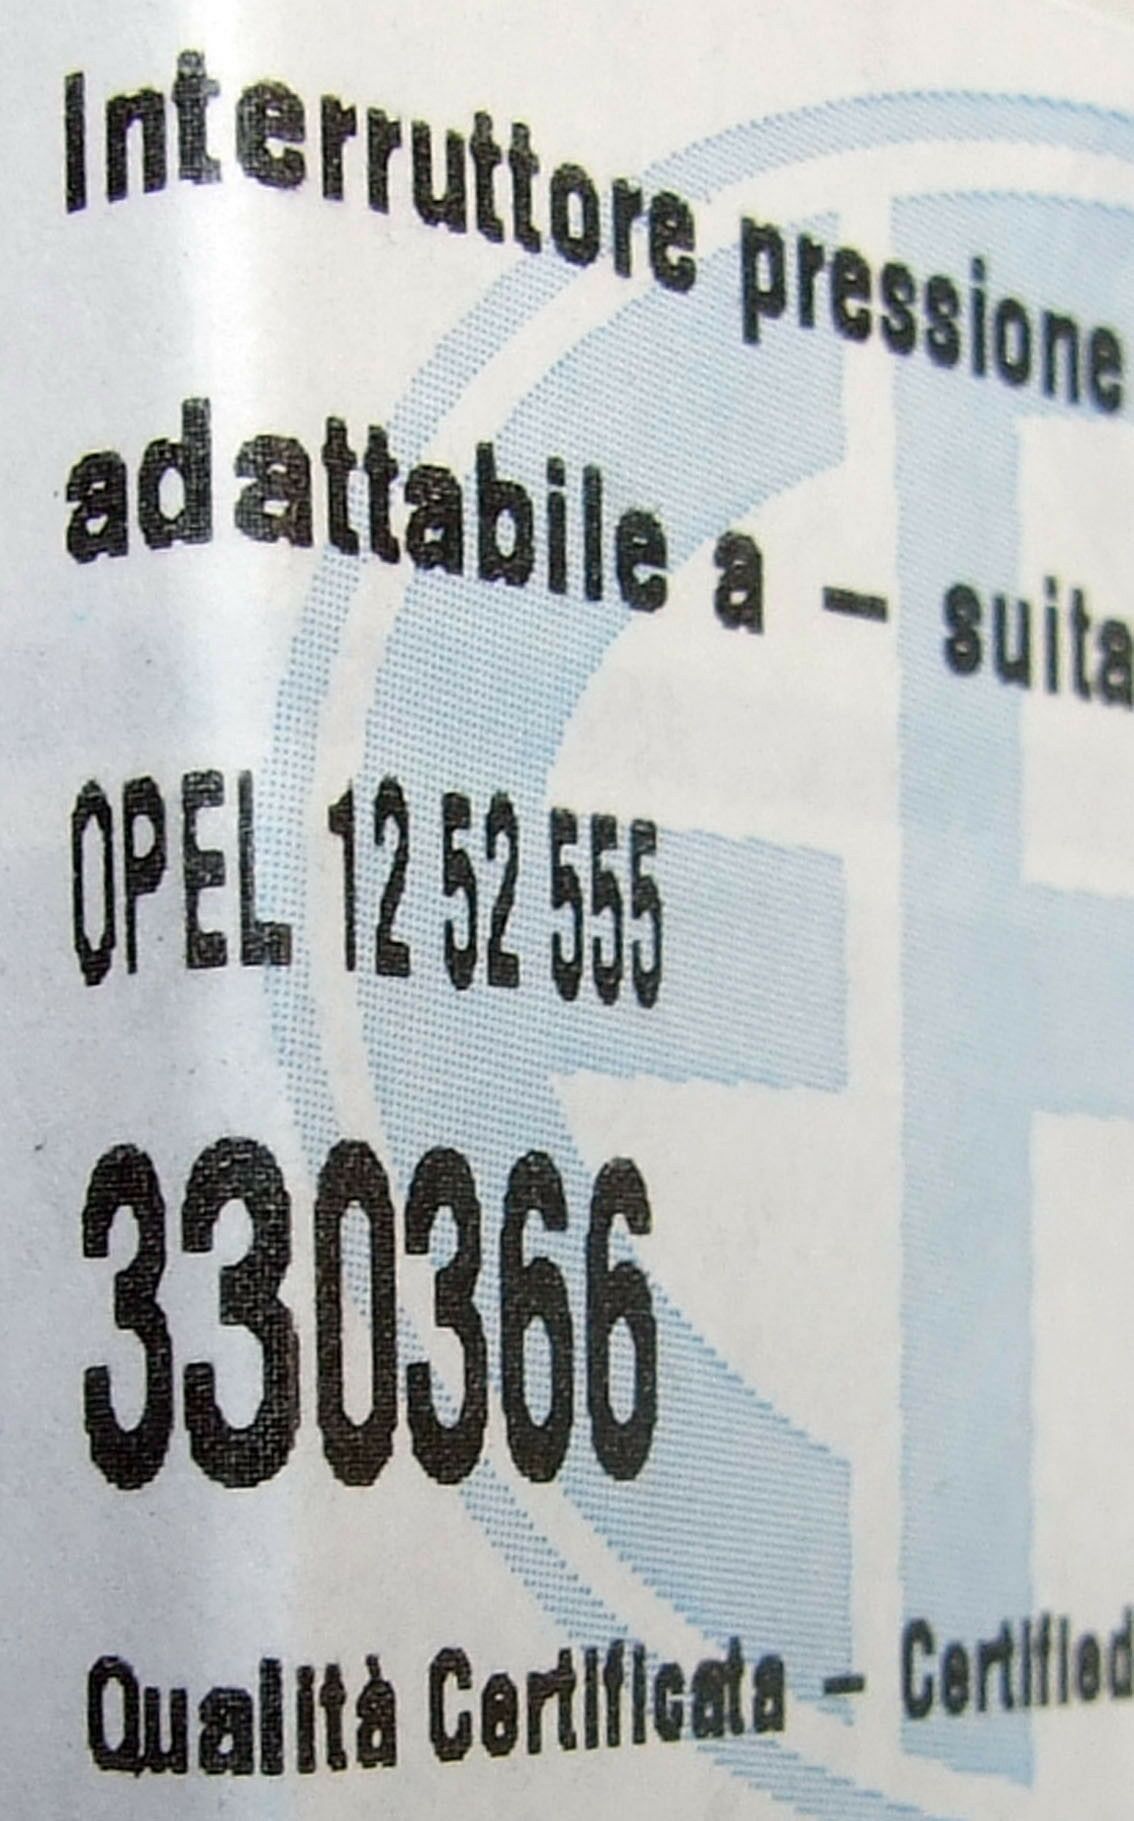 Interruttore pressione
adattabile a – suita
OPEL 12 52 555
330366
Qualità Certificata – Certified